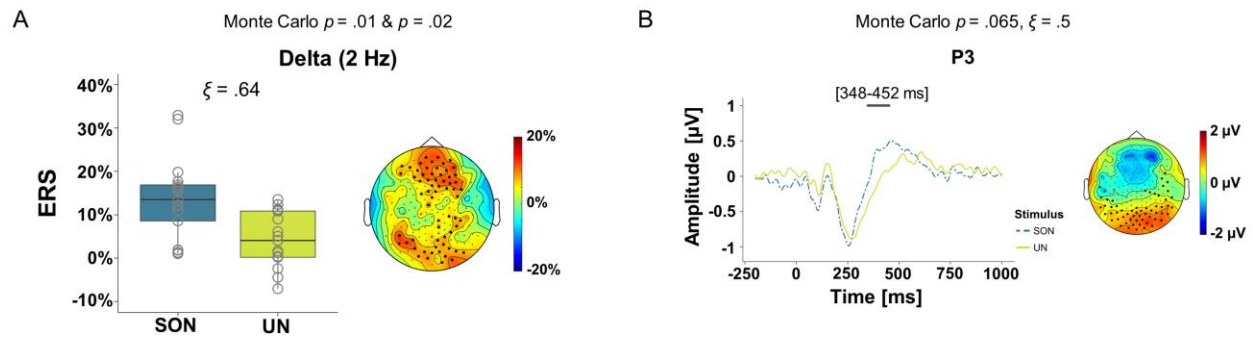 A
Monte Carlo p = .01 & p = .02
Delta (2 Hz)
ξ = .64
40%
30%
20%
10%
0%
-10%
ERS
SON
UN
20%
0%
-20%
B
Monte Carlo p = .065, ξ = .5
P3
[348-452 ms]
1
0.5
0
-0.5
-1
Amplitude [µV]
-250
0
250
500
750
1000
Time [ms]
Stimulus
SON
UN
2 µV
0 µV
-2 µV